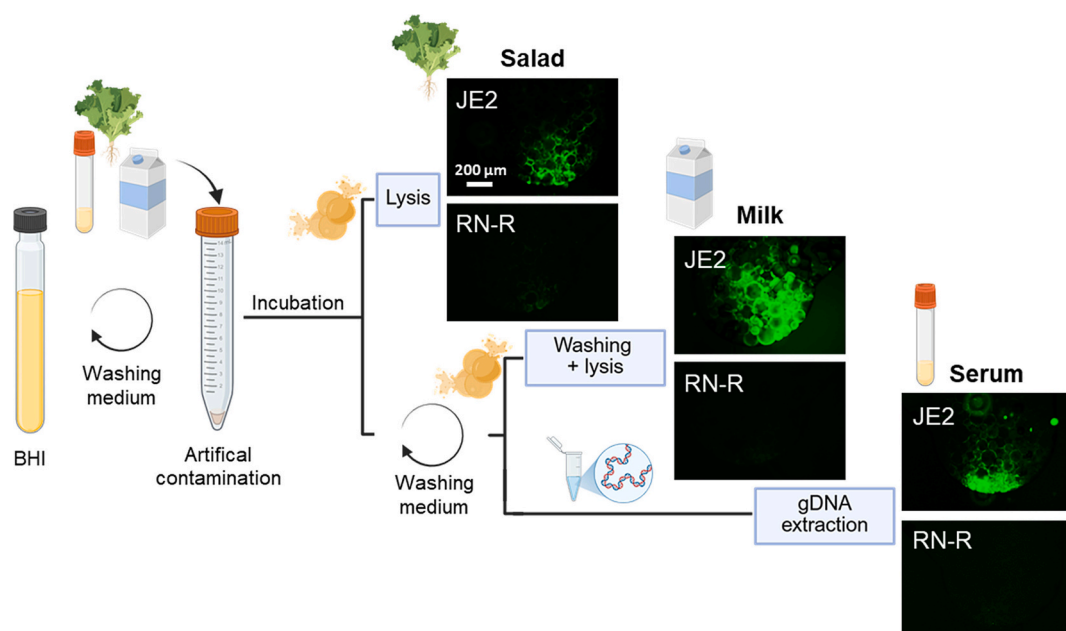 Salad
JE2
200 µm
Lysis
RN-R
Milk
JE2
Incubation
Washing
medium
Washing
+ lysis
RN-R
Serum
JE2
BHI
Artifical
contamination
Washing
medium
gDNA
extraction
RN-R